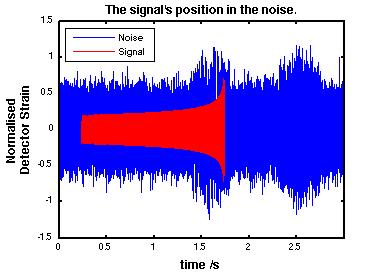 The signal's position in the noise.
1.5
Noise
Signal
1
0.5
0
-0.5
-1
-1.5
Normalised
Detector Strain
0 0.5 1 1.5 2 2.5
time /s